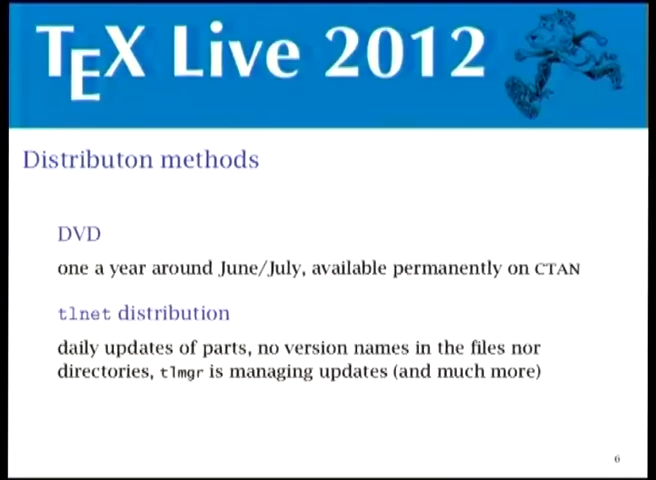 TEX Live 2012
Distributon methods
DVD
one a year around June/July, available permanently on CTAN
tlnet distribution
daily updates of parts, no version names in the files nor
directories, tlmgr is managing updates (and much more)
6